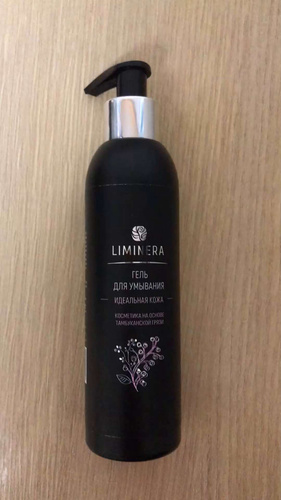 LIMINERA
ГЕЛЬ
ДЛЯ УМЫВАНИЯ
ИДЕАЛЬНАЯ КОЖА
КОСМЕТИКА НА ОСНОВЕ
ТАМБУКАНСКОЙ ГРЯЗИ